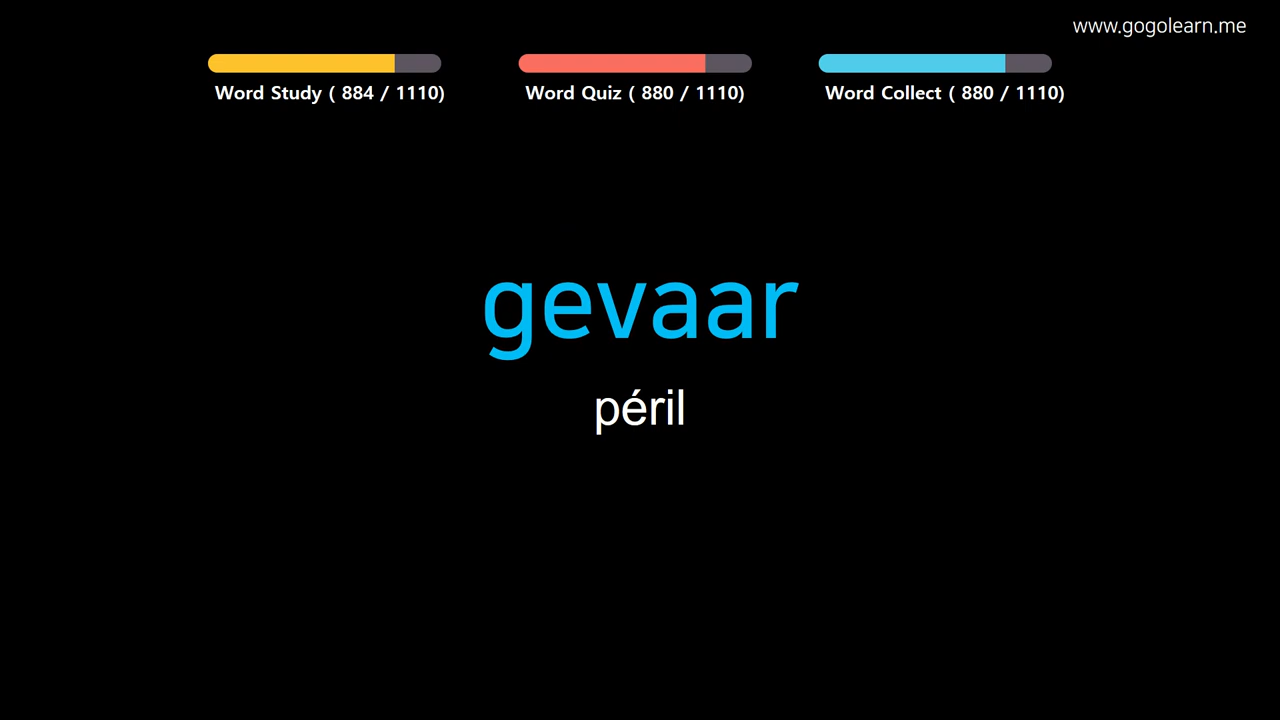 www.gogolearn.me
Word Study ( 884 / 1110)
Word Quiz ( 880 / 1110)
Word Collect ( 880 / 1110)
gevaar
péril